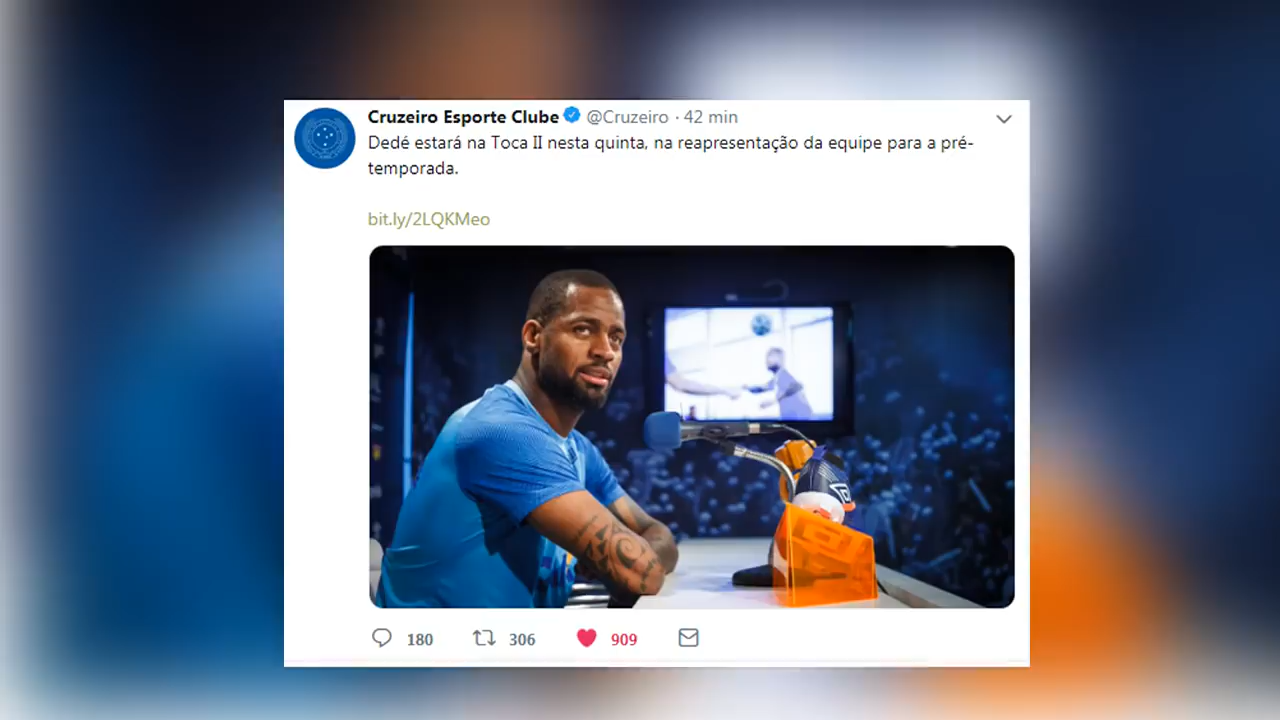 Cruzeiro Esporte Clube @Cruzeiro · 42 min
Dedé estará na Toca II nesta quinta, na reapresentação da equipe para a pré-
temporada.
bit.ly/2LQKMeo
180 306 909